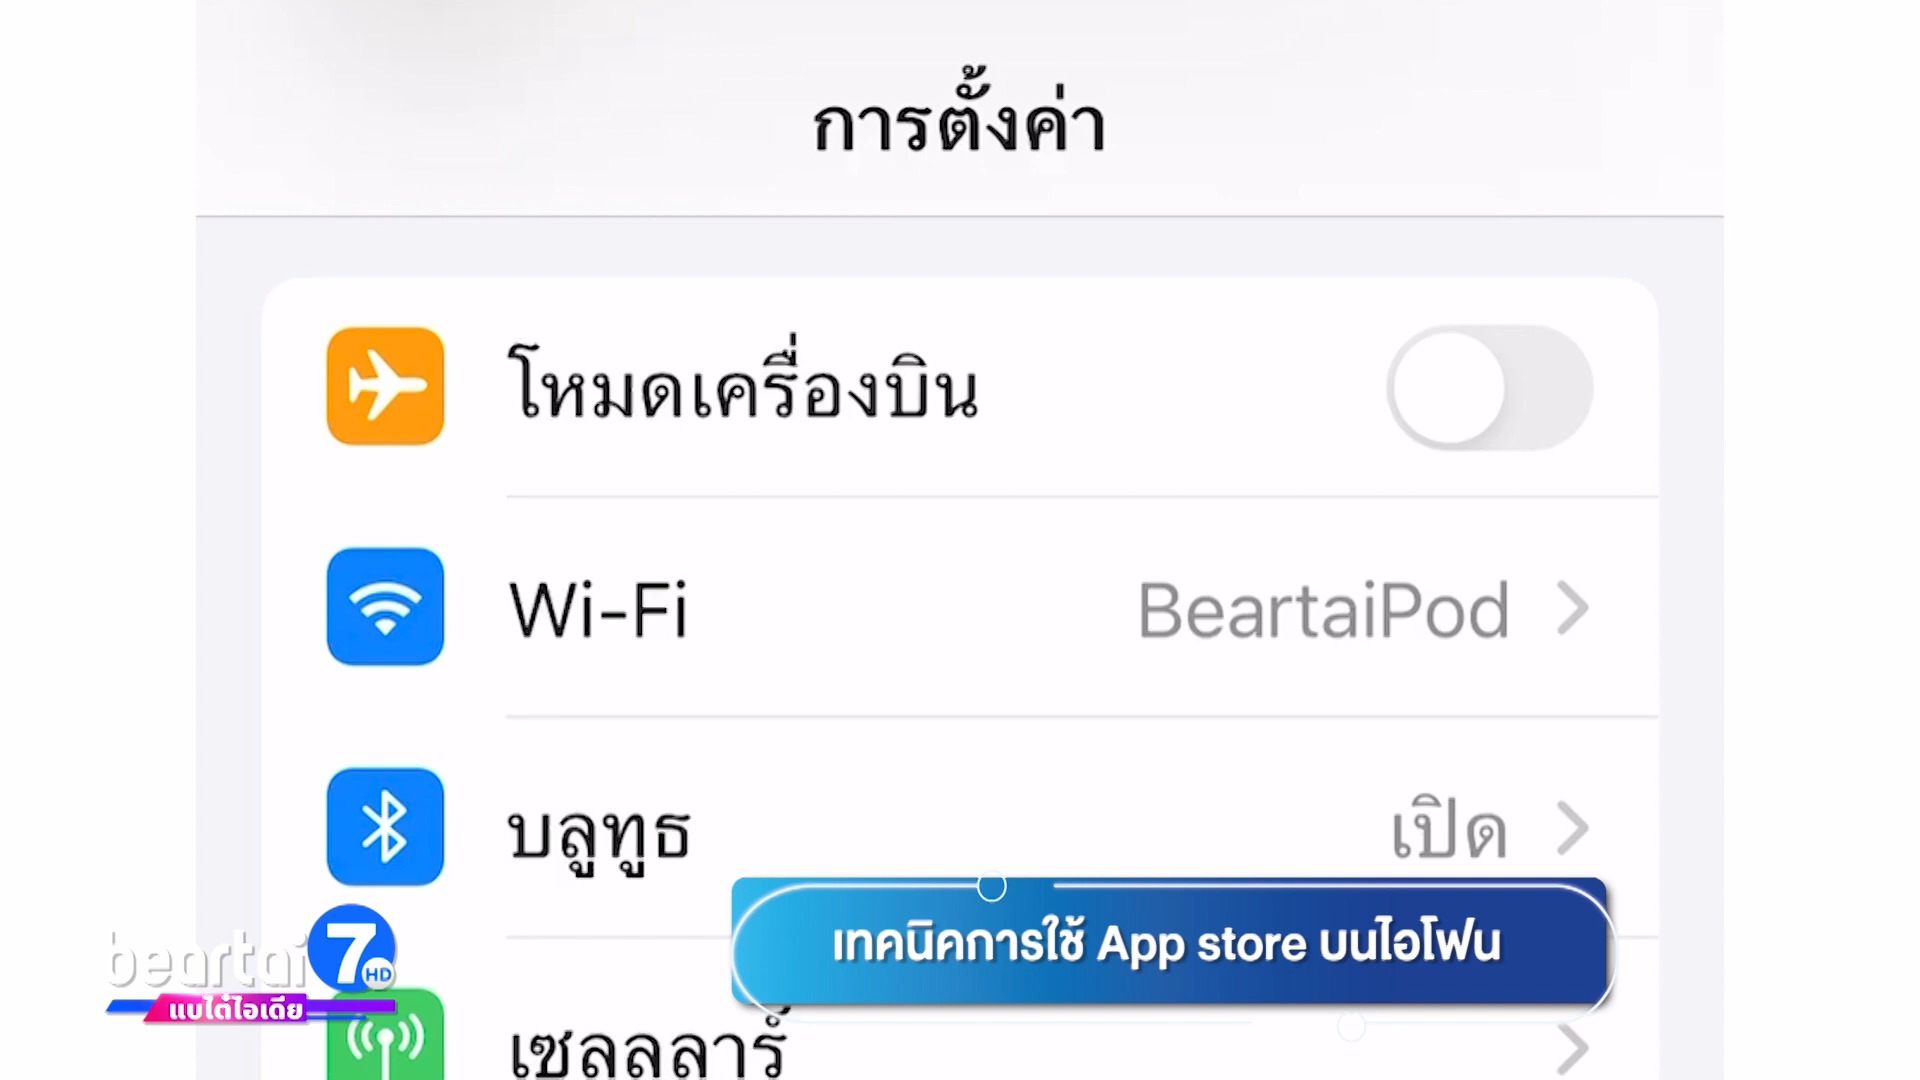 การตั้งค่า
โหมดเครื่องบิน
Wi-Fi
BeartaiPod
บลูทูธ
เปิด
เทคนิคการใช้ App store บนไอโฟน
beartai
7HD
แบไต๋ไอเดีย
เซลลูลาร์